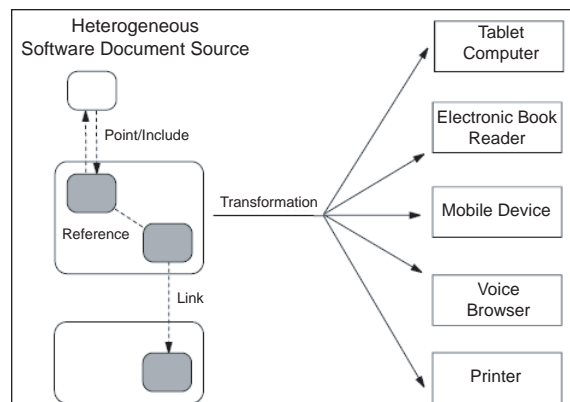 Heterogeneous
Software Document Source
Point/Include
Reference
Link
Transformation
Tablet
Computer
Electronic Book
Reader
Mobile Device
Voice
Browser
Printer